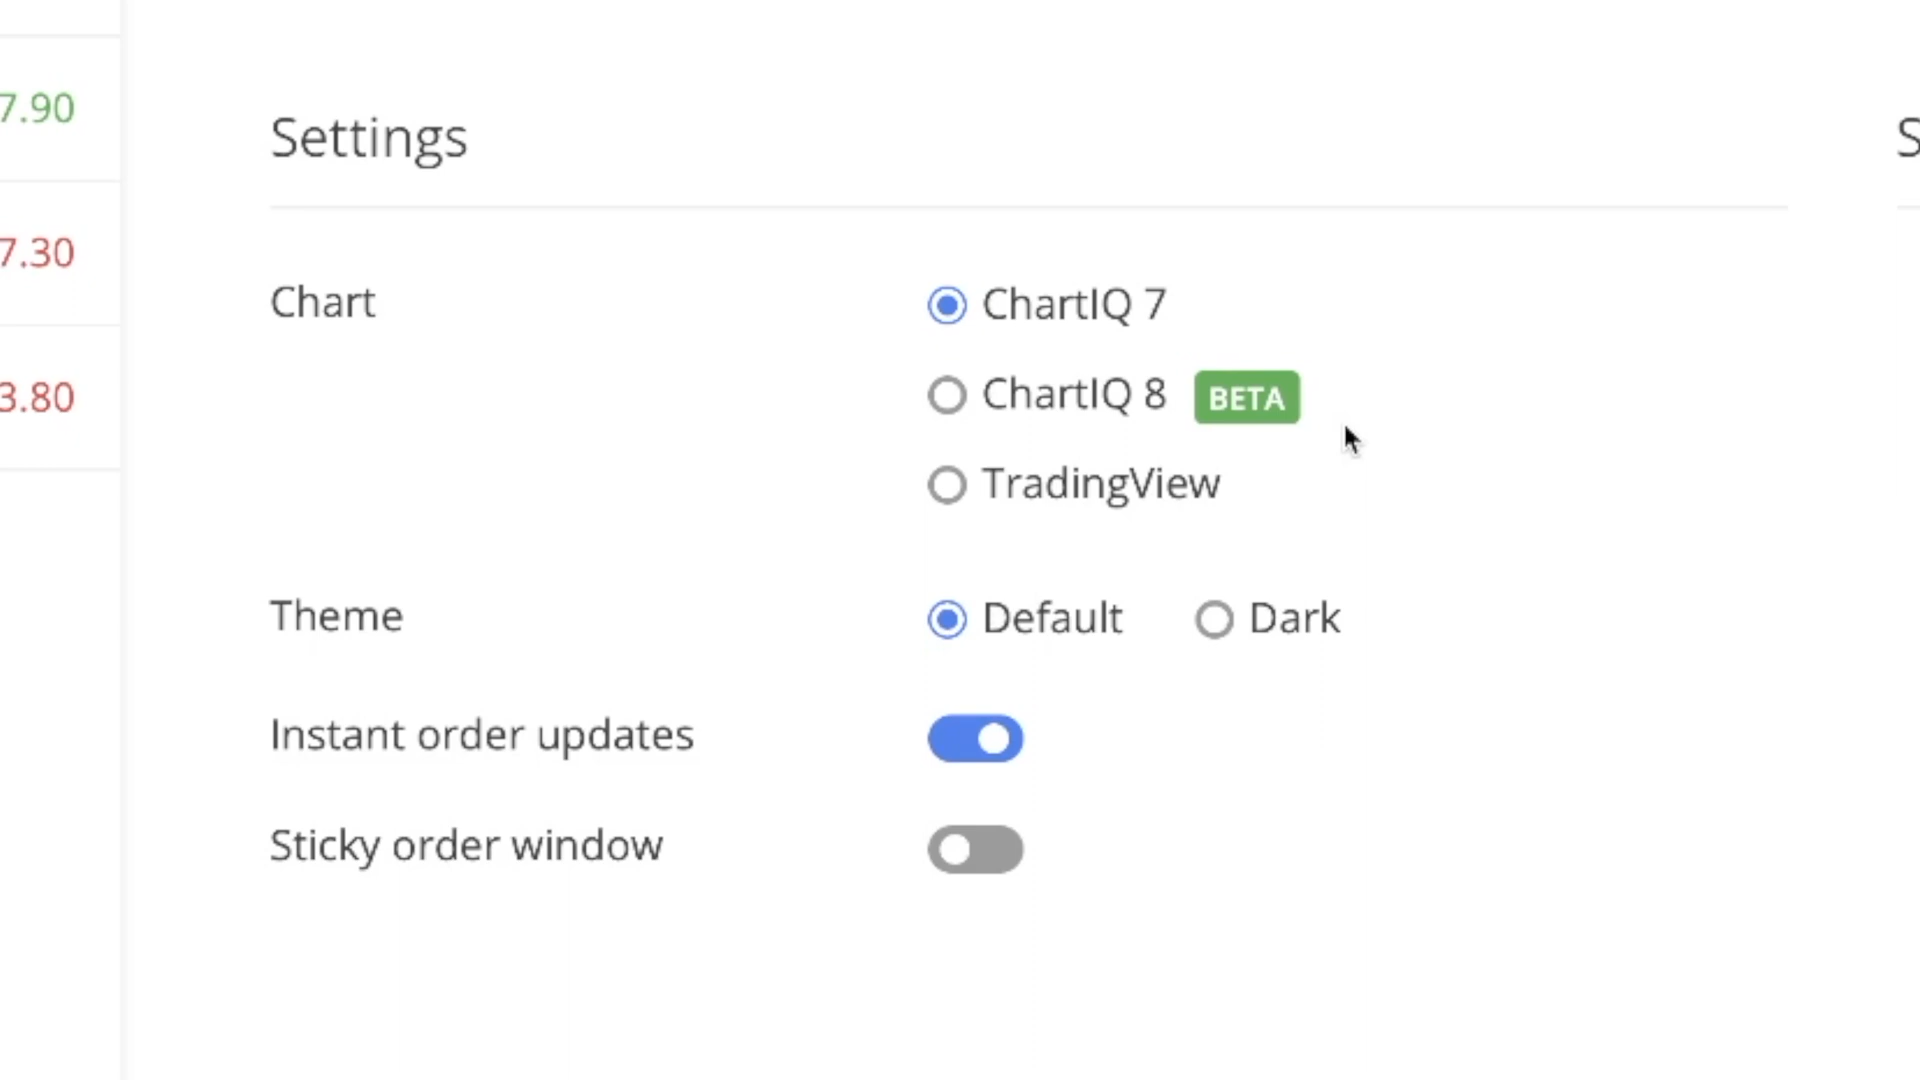 7.90
7.30
3.80
Settings
Chart
ChartIQ 7
ChartIQ 8 BETA
TradingView
Theme
Default Dark
Instant order updates
Sticky order window
S